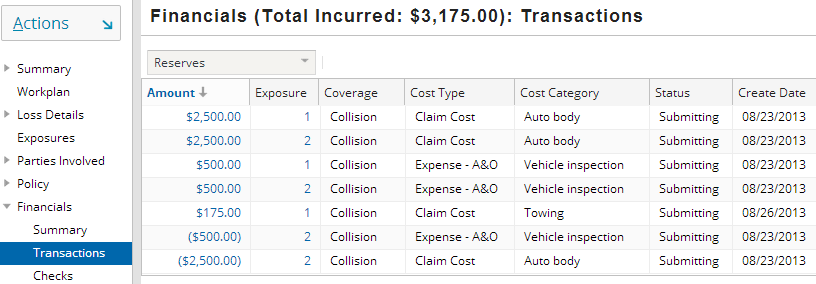 Actions
Summary
Workplan
Loss Details
Exposures
Parties Involved
Policy
Financials
Summary
Transactions
Checks
Financials (Total Incurred: $3,175.00): Transactions
Reserves
Amount Exposure Coverage Cost Type Cost Category Status Create Date
$2,500.00 1 Collision Claim Cost Auto body Submitting 08/23/2013
$2,500.00 2 Collision Claim Cost Auto body Submitting 08/23/2013
$500.00 1 Collision Expense - A&O Vehicle inspection Submitting 08/23/2013
$500.00 2 Collision Expense - A&O Vehicle inspection Submitting 08/23/2013
$175.00 1 Collision Claim Cost Towing Submitting 08/26/2013
($500.00) 2 Collision Expense - A&O Vehicle inspection Submitting 08/23/2013
($2,500.00) 2 Collision Claim Cost Auto body Submitting 08/23/2013